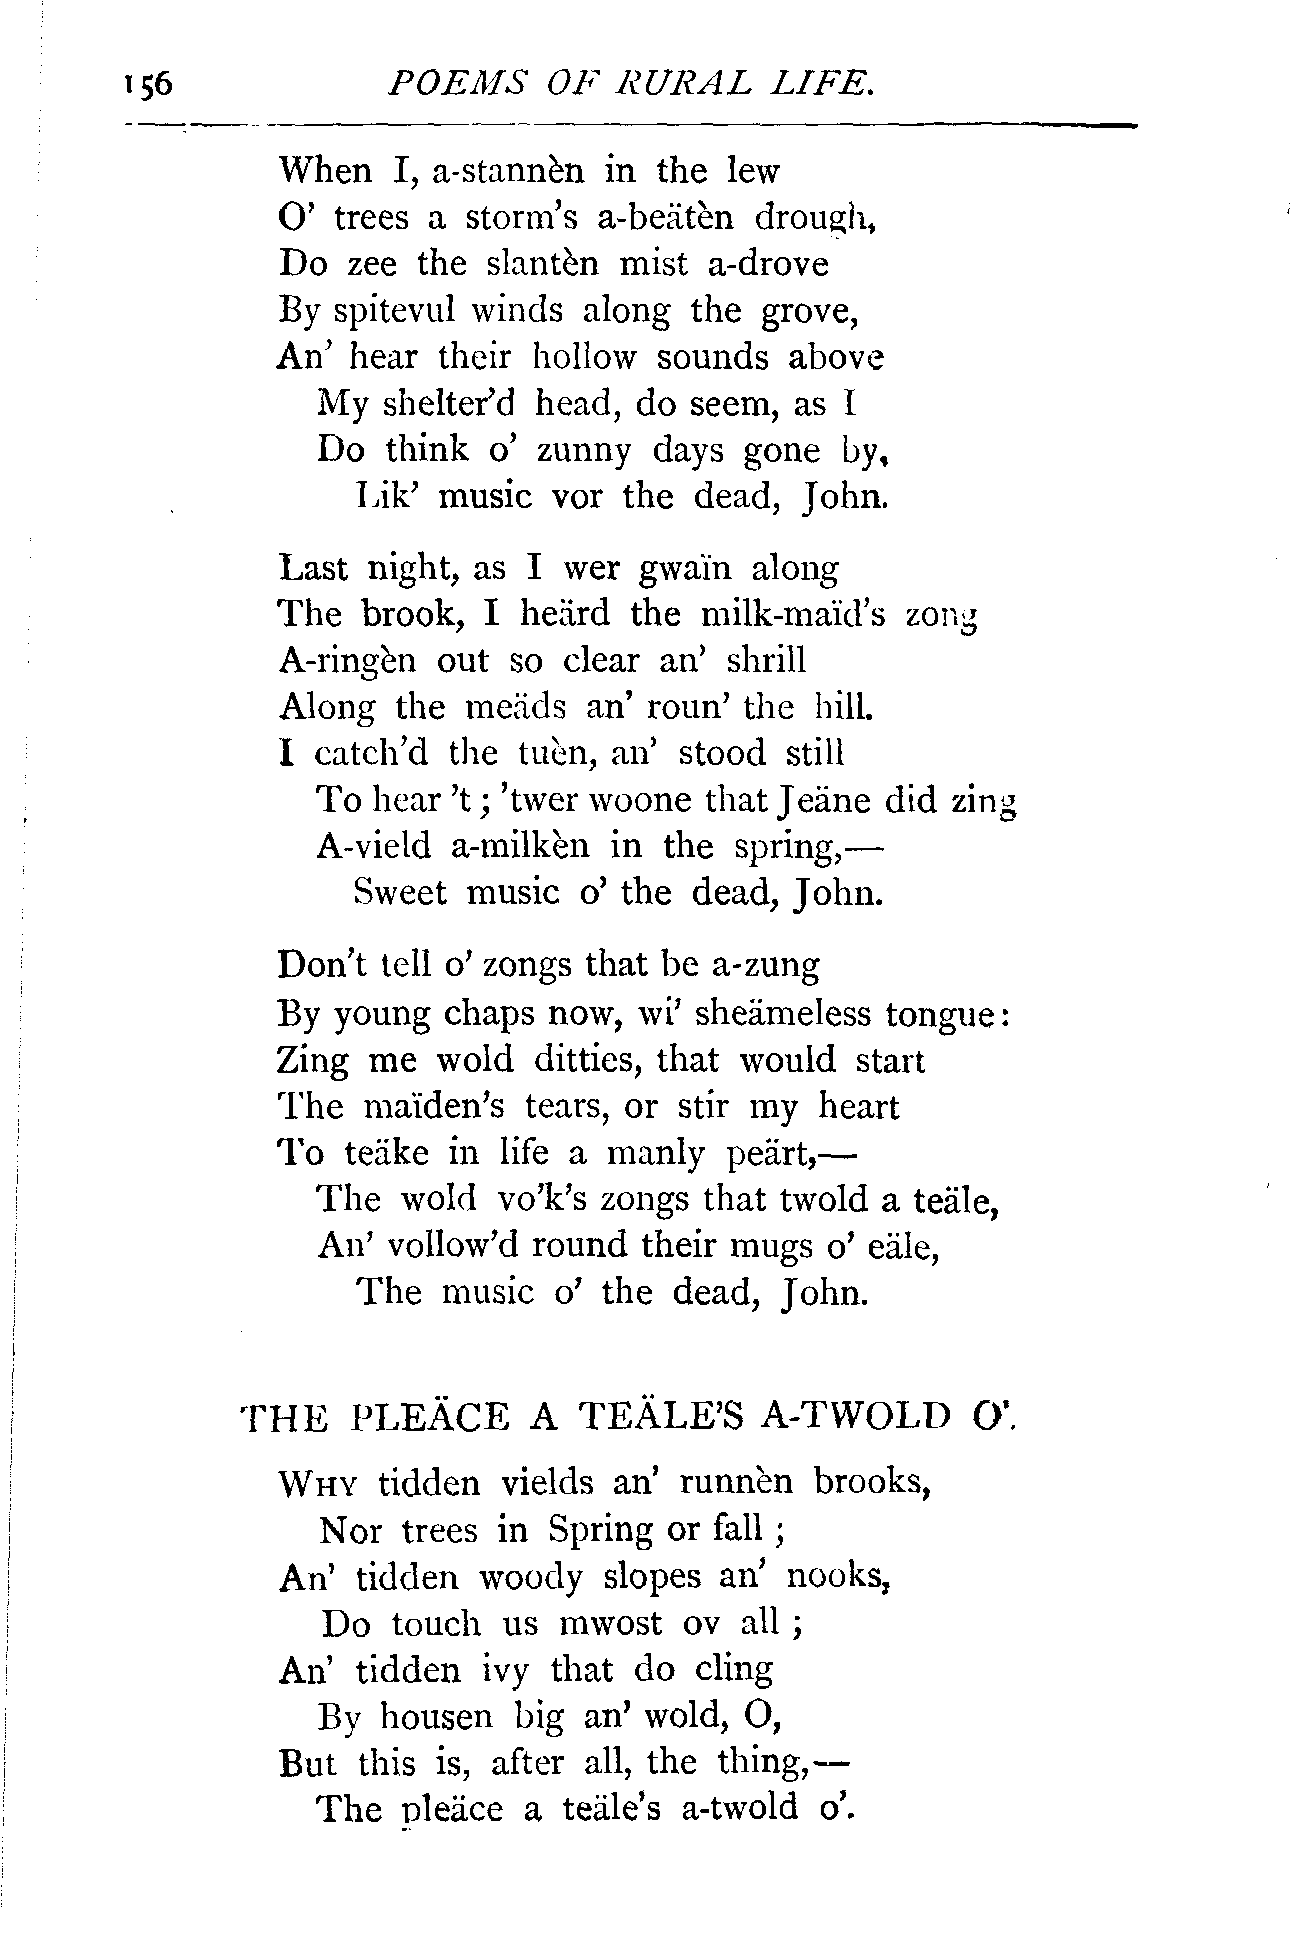 156 POEMS OF RURAL LIFE.
When I, a-stannèn in the lew
O' trees a storm's a-beätèn drough,
Do zee the slantèn mist a-drove
By spitevul winds along the grove,
An' hear their hollow sounds above
My shelter'd head, do seem, as I
Do think o' zunny days gone by,
Lik' music vor the dead, John.
Last night, as I wer gwaïn along
The brook, I heärd the milk-maïd's zong
A-ringèn out so clear an' shrill
Along the meäds an' roun' the hill.
I catch'd the tuèn, an' stood still
To hear 't; 'twer woone that Jeäne did zing
A-vield a-milkèn in the spring,—
Sweet music o' the dead, John.
Don't tell o' zongs that be a-zung
By young chaps now, wi' sheämeless tongue:
Zing me wold ditties, that would start
The maïden's tears, or stir my heart
To teäke in life a manly peärt,—
The wold vo'k's zongs that twold a teäle,
An' vollow'd round their mugs o' eäle,
The music o' the dead, John.
THE PLEÄCE A TEÄLE'S A-TWOLD O'.
WHY tidden vields an' runnèn brooks,
Nor trees in Spring or fall;
An' tidden woody slopes an' nooks,
Do touch us mwost ov all;
An' tidden ivy that do cling
By housen big an' wold, O,
But this is, after all, the thing,—
The pleäce a teäle's a-twold o'.